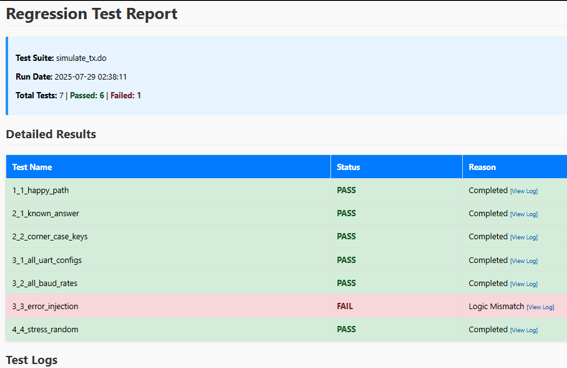 Regression Test Report
Test Suite: simulate_tx.do
Run Date: 2025-07-29 02:38:11
Total Tests: 7 | Passed: 6 | Failed: 1
Detailed Results
Test Name Status Reason
1_1_happy_path PASS Completed [View Log]
2_1_known_answer PASS Completed [View Log]
2_2_corner_case_keys PASS Completed [View Log]
3_1_all_uart_configs PASS Completed [View Log]
3_2_all_baud_rates PASS Completed [View Log]
3_3_error_injection FAIL Logic Mismatch [View Log]
4_4_stress_random PASS Completed [View Log]
Test Logs